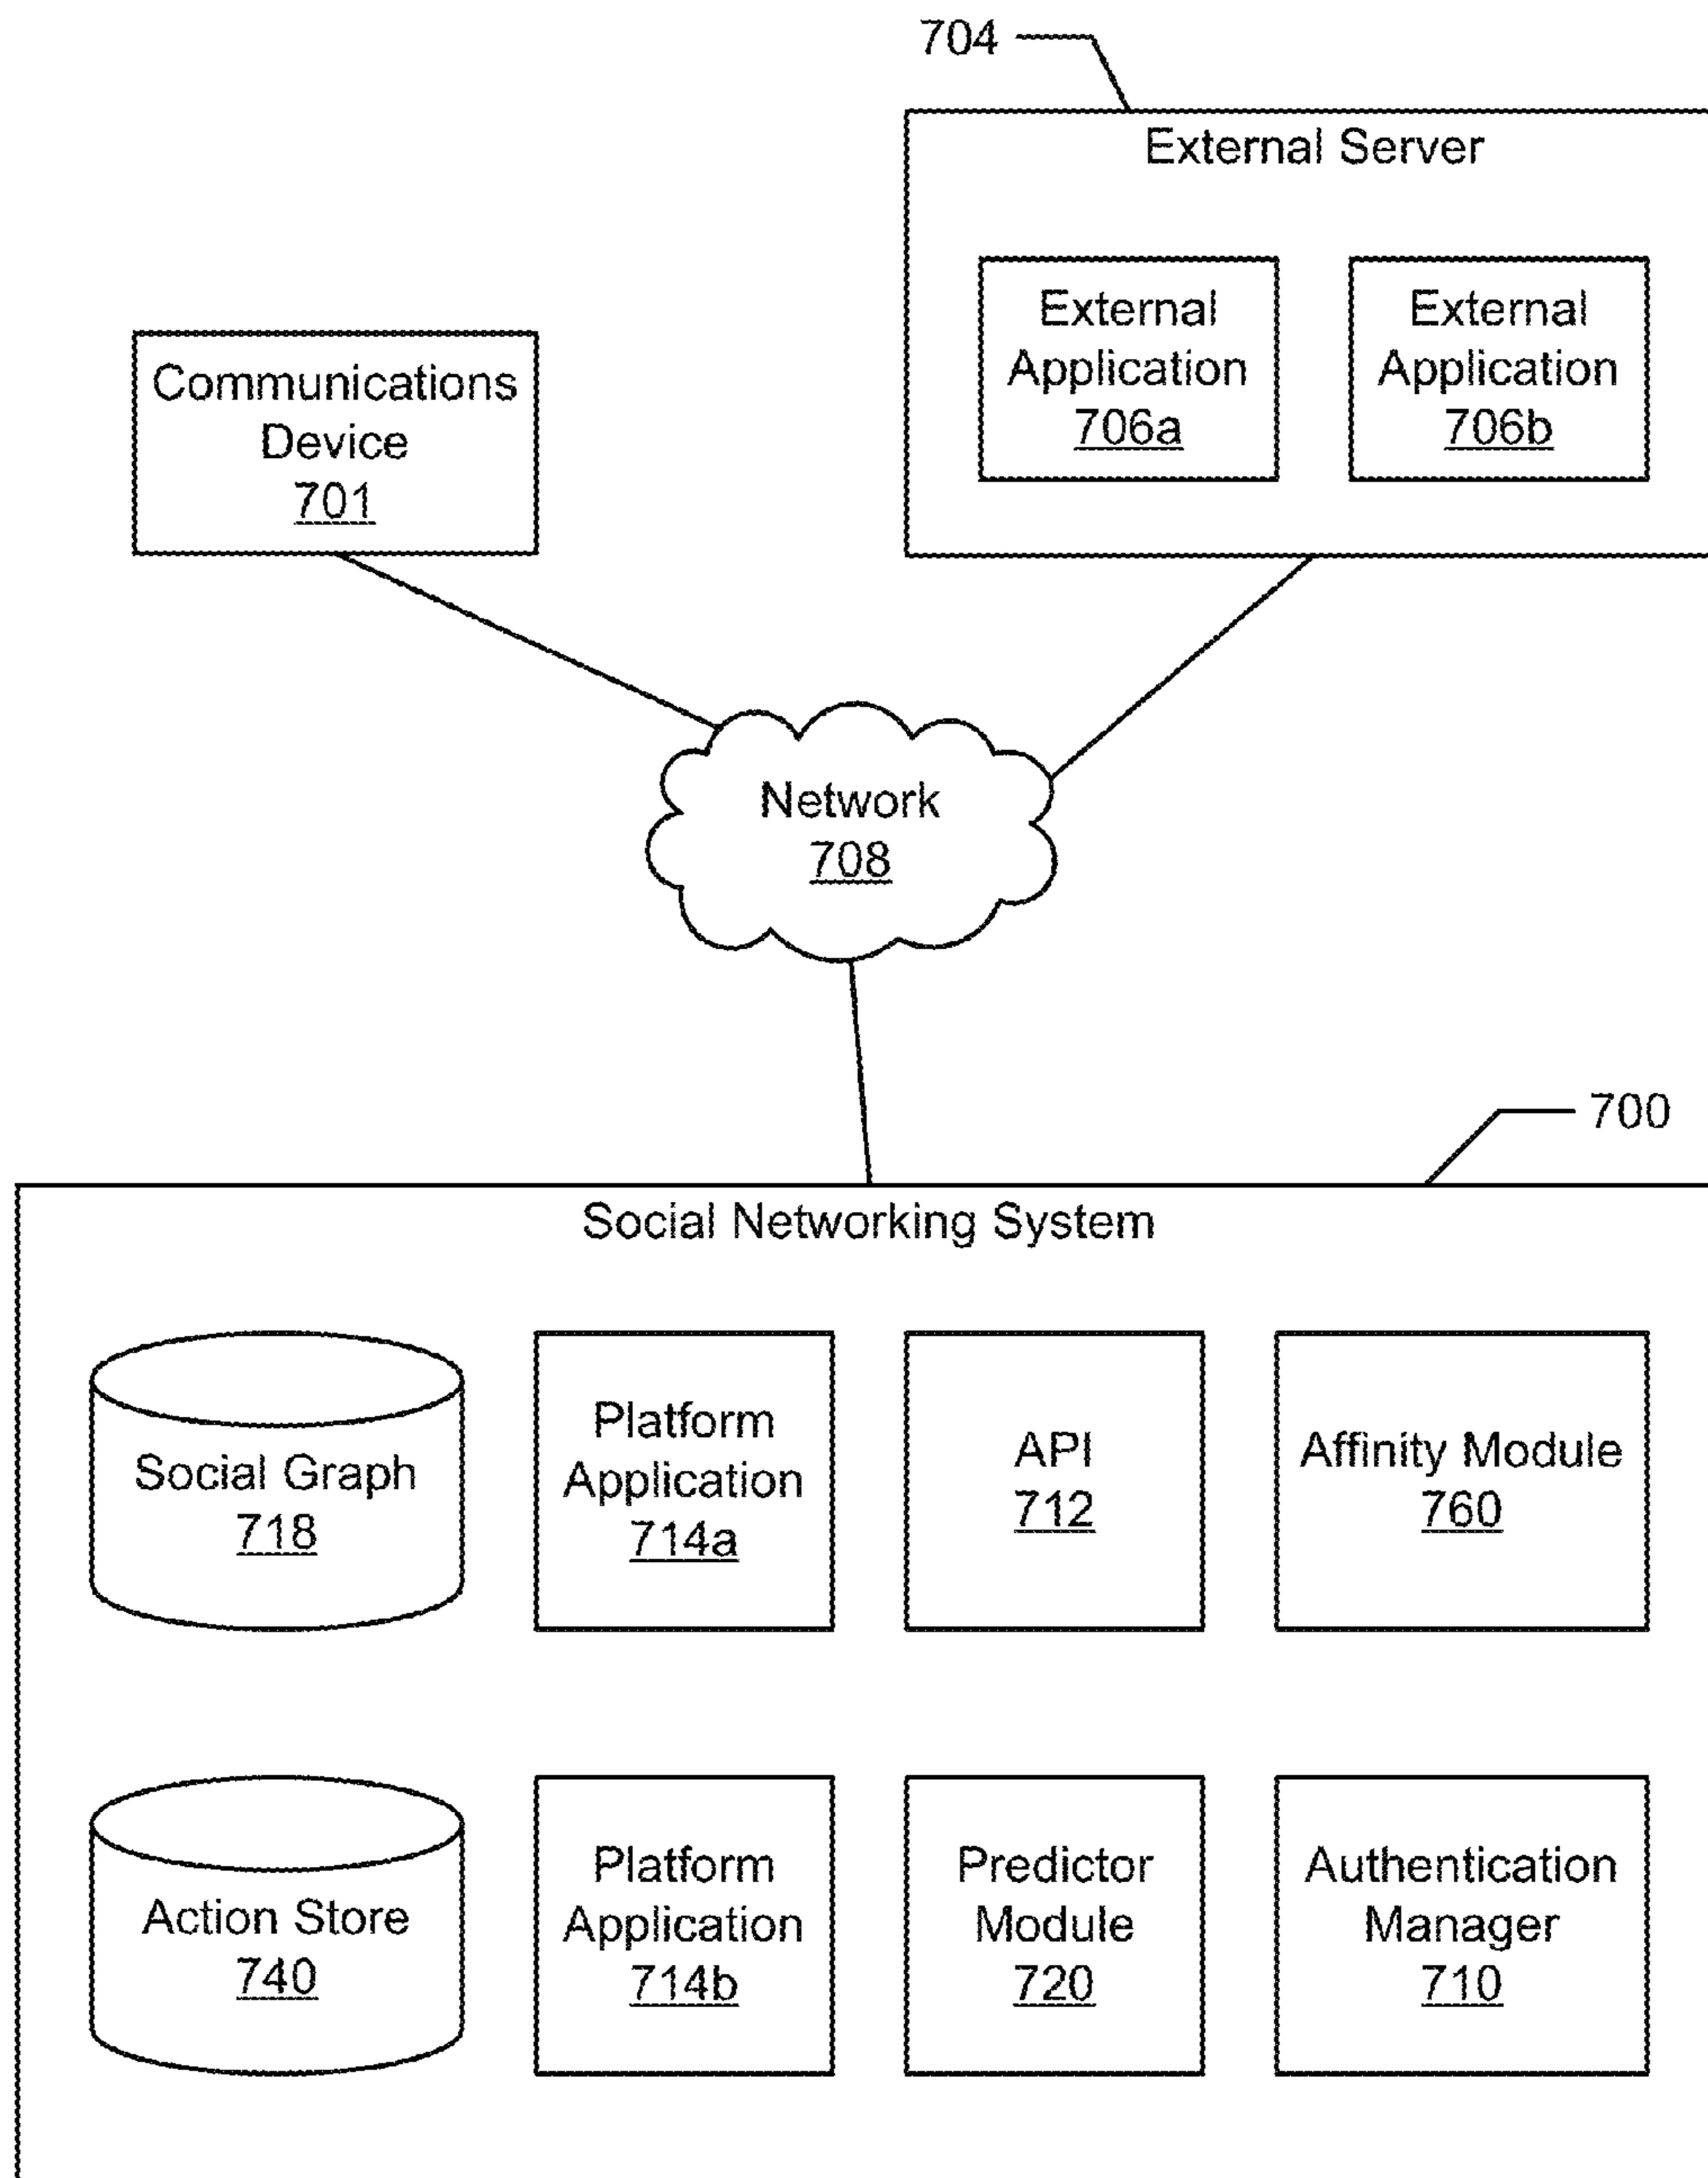 704
External Server
External
Application
706a
External
Application
706b
Communications
Device
701
Network
708
700
Social Networking System
Social Graph
718
Platform
Application
714a
API
712
Affinity Module
760
Action Store
740
Platform
Application
714b
Predictor
Module
720
Authentication
Manager
710